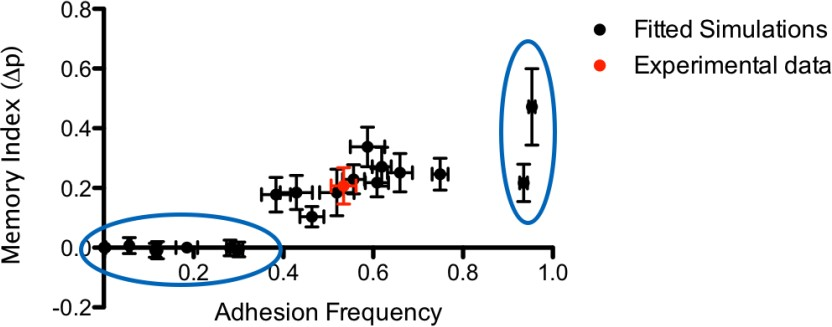 0.8
0.6
0.4
0.2
0.0
-0.2
Memory Index (Δp)
0.2
0.4
0.6
0.8
1.0
Adhesion Frequency
Fitted Simulations
Experimental data